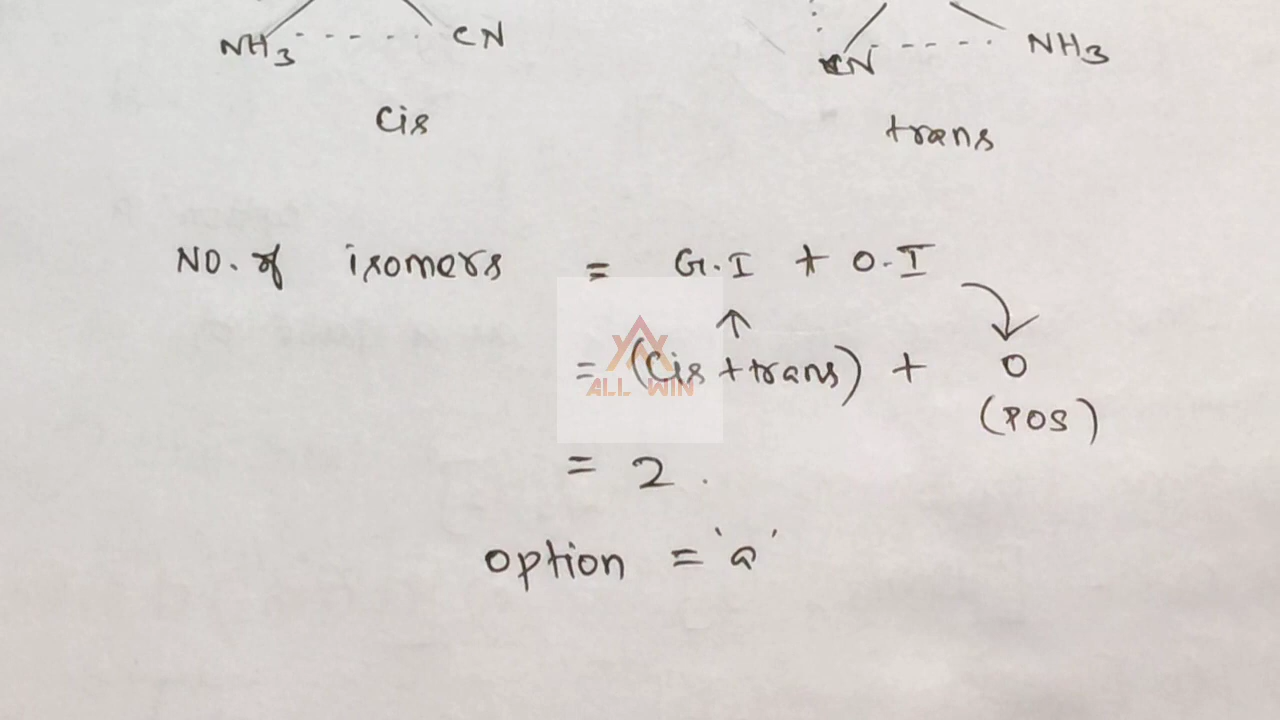 NH3 CN
CN NH3
Cis
trans
NO. of isomers = G.I + O.I
= (Cis + trans) + 0
(POS)
ALL WIN
= 2.
option = 'a'